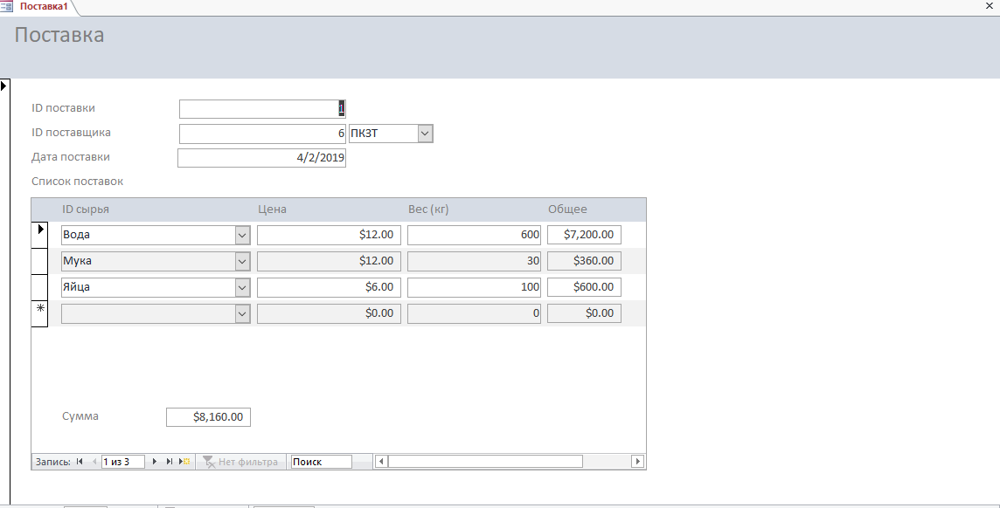 Поставка1
Поставка
ID поставки 1
ID поставщика 6 ПКЗТ
Дата поставки 4/2/2019
Список поставок
ID сырья Цена Вес (кг) Общее
Вода $12.00 600 $7,200.00
Мука $12.00 30 $360.00
Яйца $6.00 100 $600.00
$0.00 0 $0.00
Сумма $8,160.00
Запись: 1 из 3 Нет фильтра Поиск